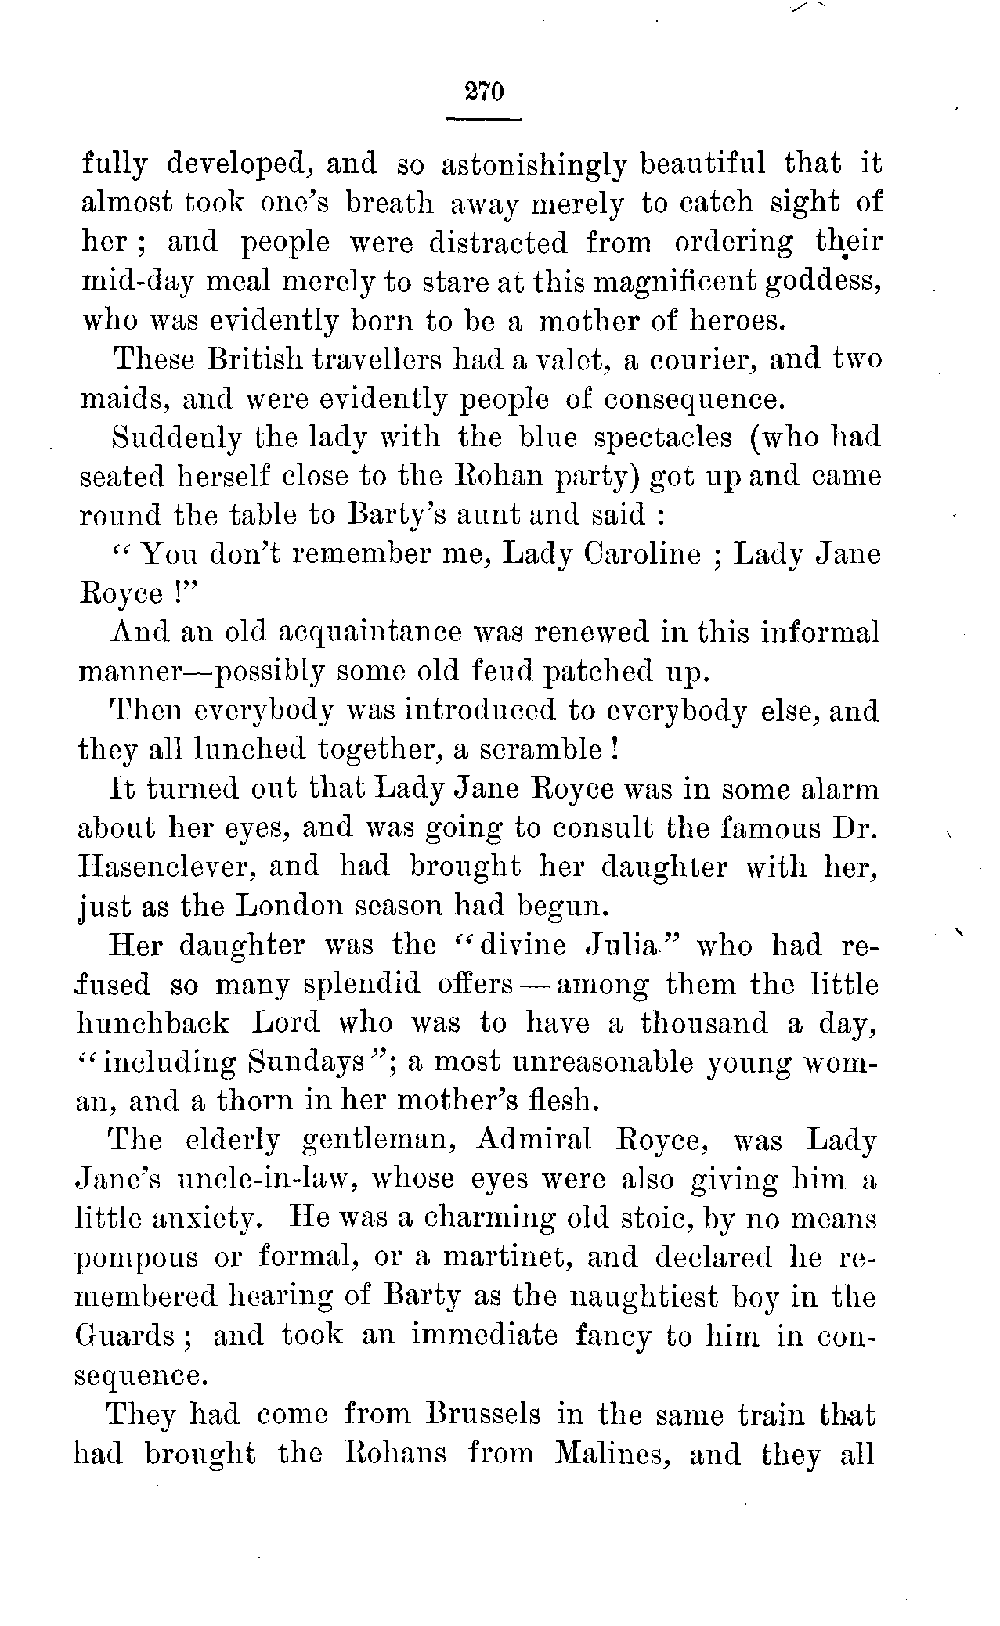 270
fully developed, and so astonishingly beautiful that it
almost took one's breath away merely to catch sight of
her ; and people were distracted from ordering their
mid-day meal merely to stare at this magnificent goddess,
who was evidently born to be a mother of heroes.
These British travellers had a valet, a courier, and two
maids, and were evidently people of consequence.
Suddenly the lady with the blue spectacles (who had
seated herself close to the Rohan party) got up and came
round the table to Barty's aunt and said :
“ You don't remember me, Lady Caroline ; Lady Jane
Royce !”
And an old acquaintance was renewed in this informal
manner—possibly some old feud patched up.
Then everybody was introduced to everybody else, and
they all lunched together, a scramble !
It turned out that Lady Jane Royce was in some alarm
about her eyes, and was going to consult the famous Dr.
Hasenclever, and had brought her daughter with her,
just as the London season had begun.
Her daughter was the “divine Julia” who had re-
fused so many splendid offers — among them the little
hunchback Lord who was to have a thousand a day,
“including Sundays”; a most unreasonable young wom-
an, and a thorn in her mother's flesh.
The elderly gentleman, Admiral Royce, was Lady
Jane's uncle-in-law, whose eyes were also giving him a
little anxiety. He was a charming old stoic, by no means
pompous or formal, or a martinet, and declared he re-
membered hearing of Barty as the naughtiest boy in the
Guards ; and took an immediate fancy to him in con-
sequence.
They had come from Brussels in the same train that
had brought the Rohans from Malines, and they all